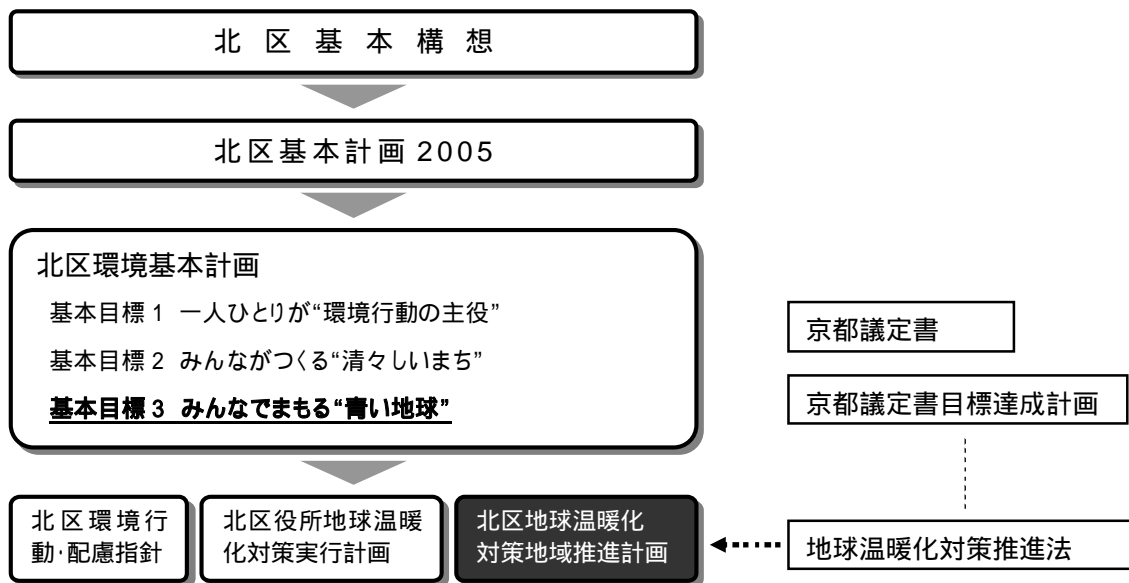 北区基本構想
北区基本計画2005
北区環境基本計画
基本目標1 一人ひとりが“環境行動の主役”
基本目標2 みんながつくる“清々しいまち”
基本目標3 みんなでまもる“青い地球”
京都議定書
京都議定書目標達成計画
北区環境行
動・配慮指針
北区役所地球温暖
化対策実行計画
北区地球温暖化
対策地域推進計画
地球温暖化対策推進法